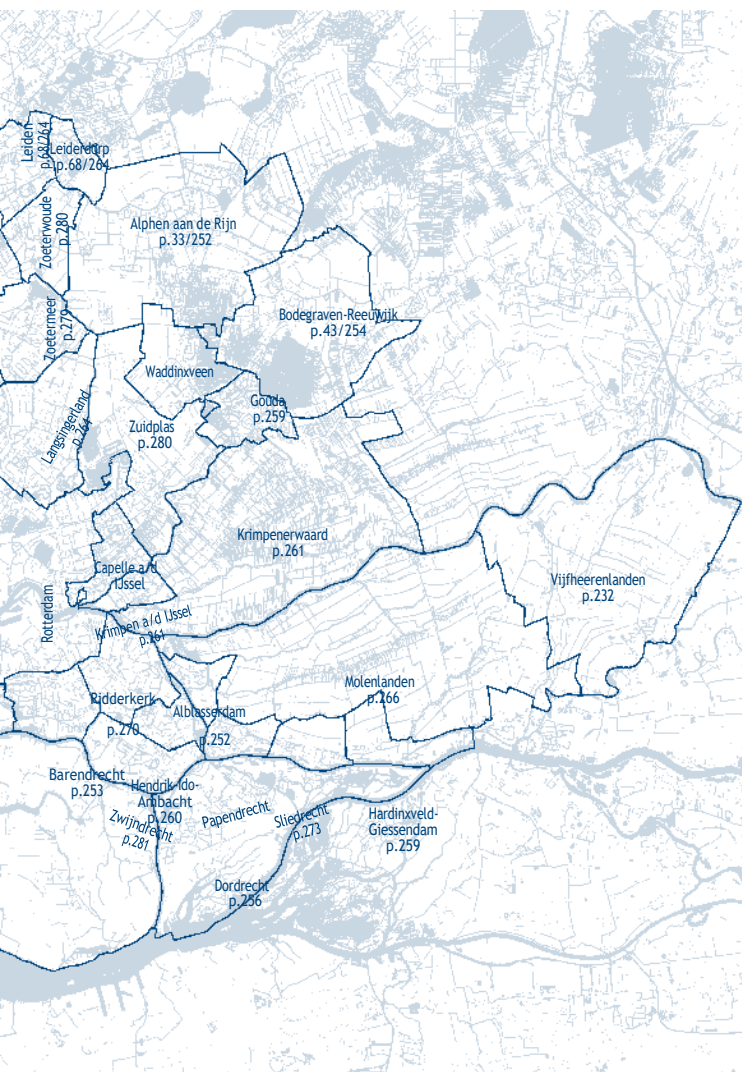 Leiden
p.68/264
Leiderdorp
p.68/264
Zoeterwoude
p.280
Alphen aan de Rijn
p.33/252
Zoetermeer
p.279
Bodegraven-Reeuwijk
p.43/254
Waddinxveen
Gouda
p.259
Langsingerland
p.264
Zuidplas
p.280
Krimpenerwaard
p.261
Capelle a/d
IJssel
Vijfheerenlanden
p.232
Rotterdam
Krimpen a/d IJssel
p.261
Molenlanden
p.266
Ridderkerk
p.270
Alblasserdam
p.252
Barendrecht
p.253
Hendrik-Ido-
Ambacht
p.260
Zwijndrecht
p.281
Papendrecht
Sliedrecht
p.273
Hardinxveld-
Giessendam
p.259
Dordrecht
p.256